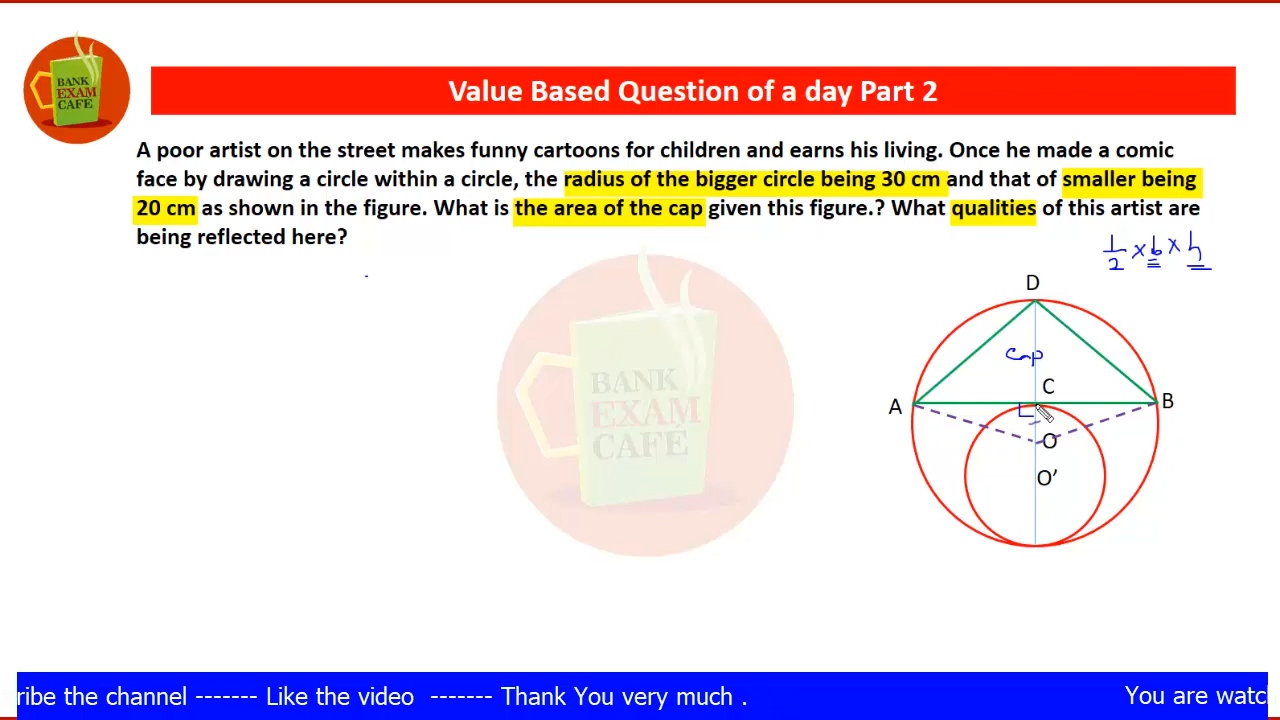 BANK
EXAM
CAFE
Value Based Question of a day Part 2
A poor artist on the street makes funny cartoons for children and earns his living. Once he made a comic
face by drawing a circle within a circle, the radius of the bigger circle being 30 cm and that of smaller being
20 cm as shown in the figure. What is the area of the cap given this figure.? What qualities of this artist are
being reflected here?
1/2 × b × h
D
Cap
C
A
B
O
O’
BANK
EXAM
CAFÉ
ribe the channel ------- Like the video ------- Thank You very much .
You are watch